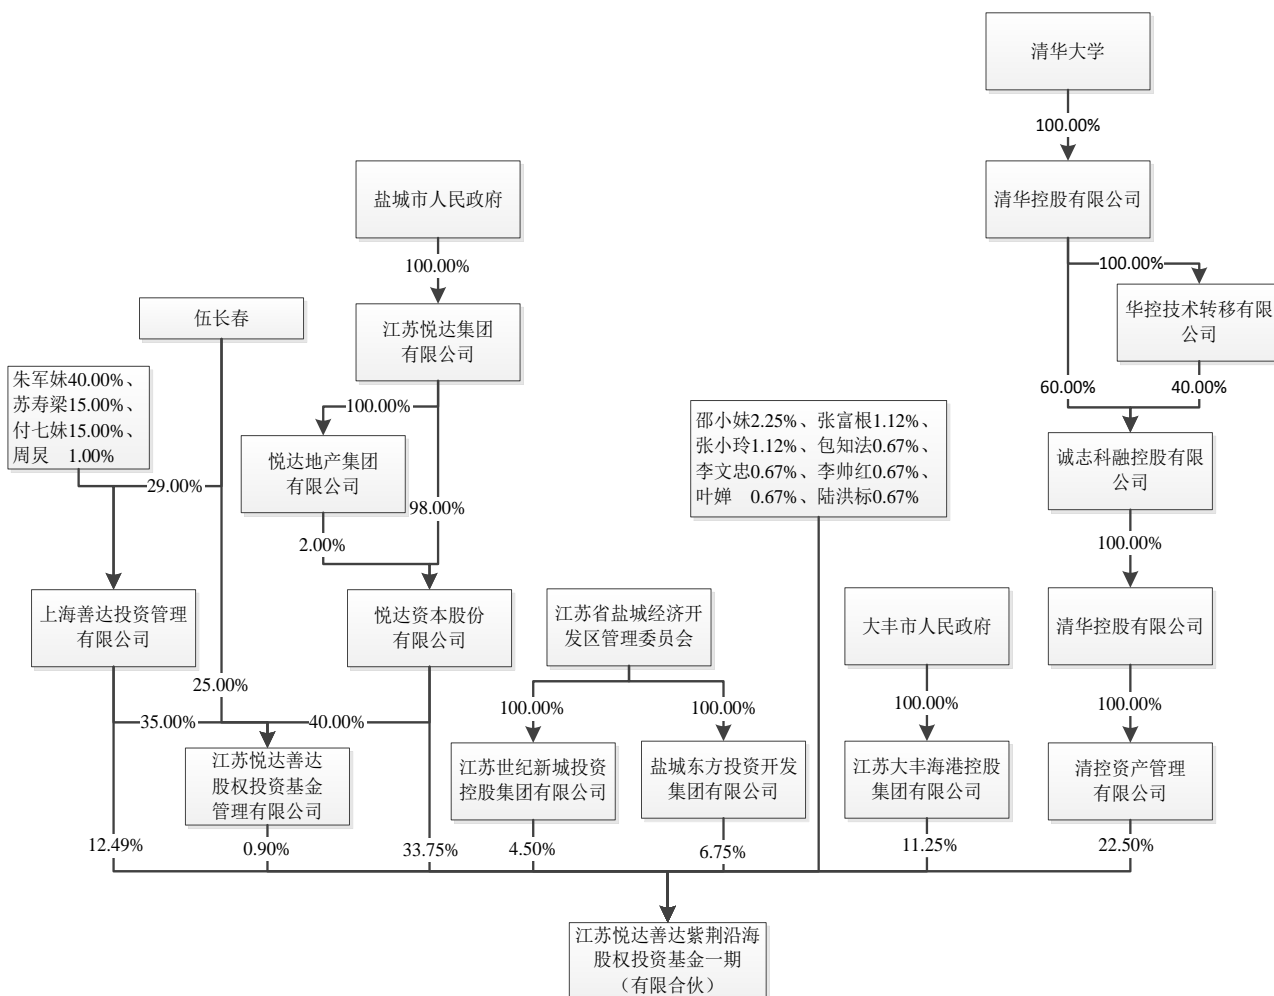 清华大学
100.00%
清华控股有限公司
100.00%
华控技术转移有限
公司
60.00%
40.00%
诚志科融控股有限
公司
100.00%
清华控股有限公司
100.00%
清控资产管理
有限公司
22.50%
盐城市人民政府
100.00%
江苏悦达集团
有限公司
100.00%
悦达地产集团
有限公司
98.00%
2.00%
悦达资本股份
有限公司
伍长春
朱军妹40.00%、
苏寿梁15.00%、
付七妹15.00%、
周炅 1.00%
29.00%
上海善达投资管理
有限公司
25.00%
35.00%
40.00%
江苏悦达善达
股权投资基金
管理有限公司
12.49%
0.90%
33.75%
江苏省盐城经济开
发区管理委员会
100.00%
100.00%
江苏世纪新城投资
控股集团有限公司
盐城东方投资开发
集团有限公司
4.50%
6.75%
邵小妹2.25%、张富根1.12%、
张小玲1.12%、包知法0.67%、
李文忠0.67%、李帅红0.67%、
叶婵 0.67%、陆洪标0.67%
大丰市人民政府
100.00%
江苏大丰海港控股
集团有限公司
11.25%
江苏悦达善达紫荆沿海
股权投资基金一期
（有限合伙）